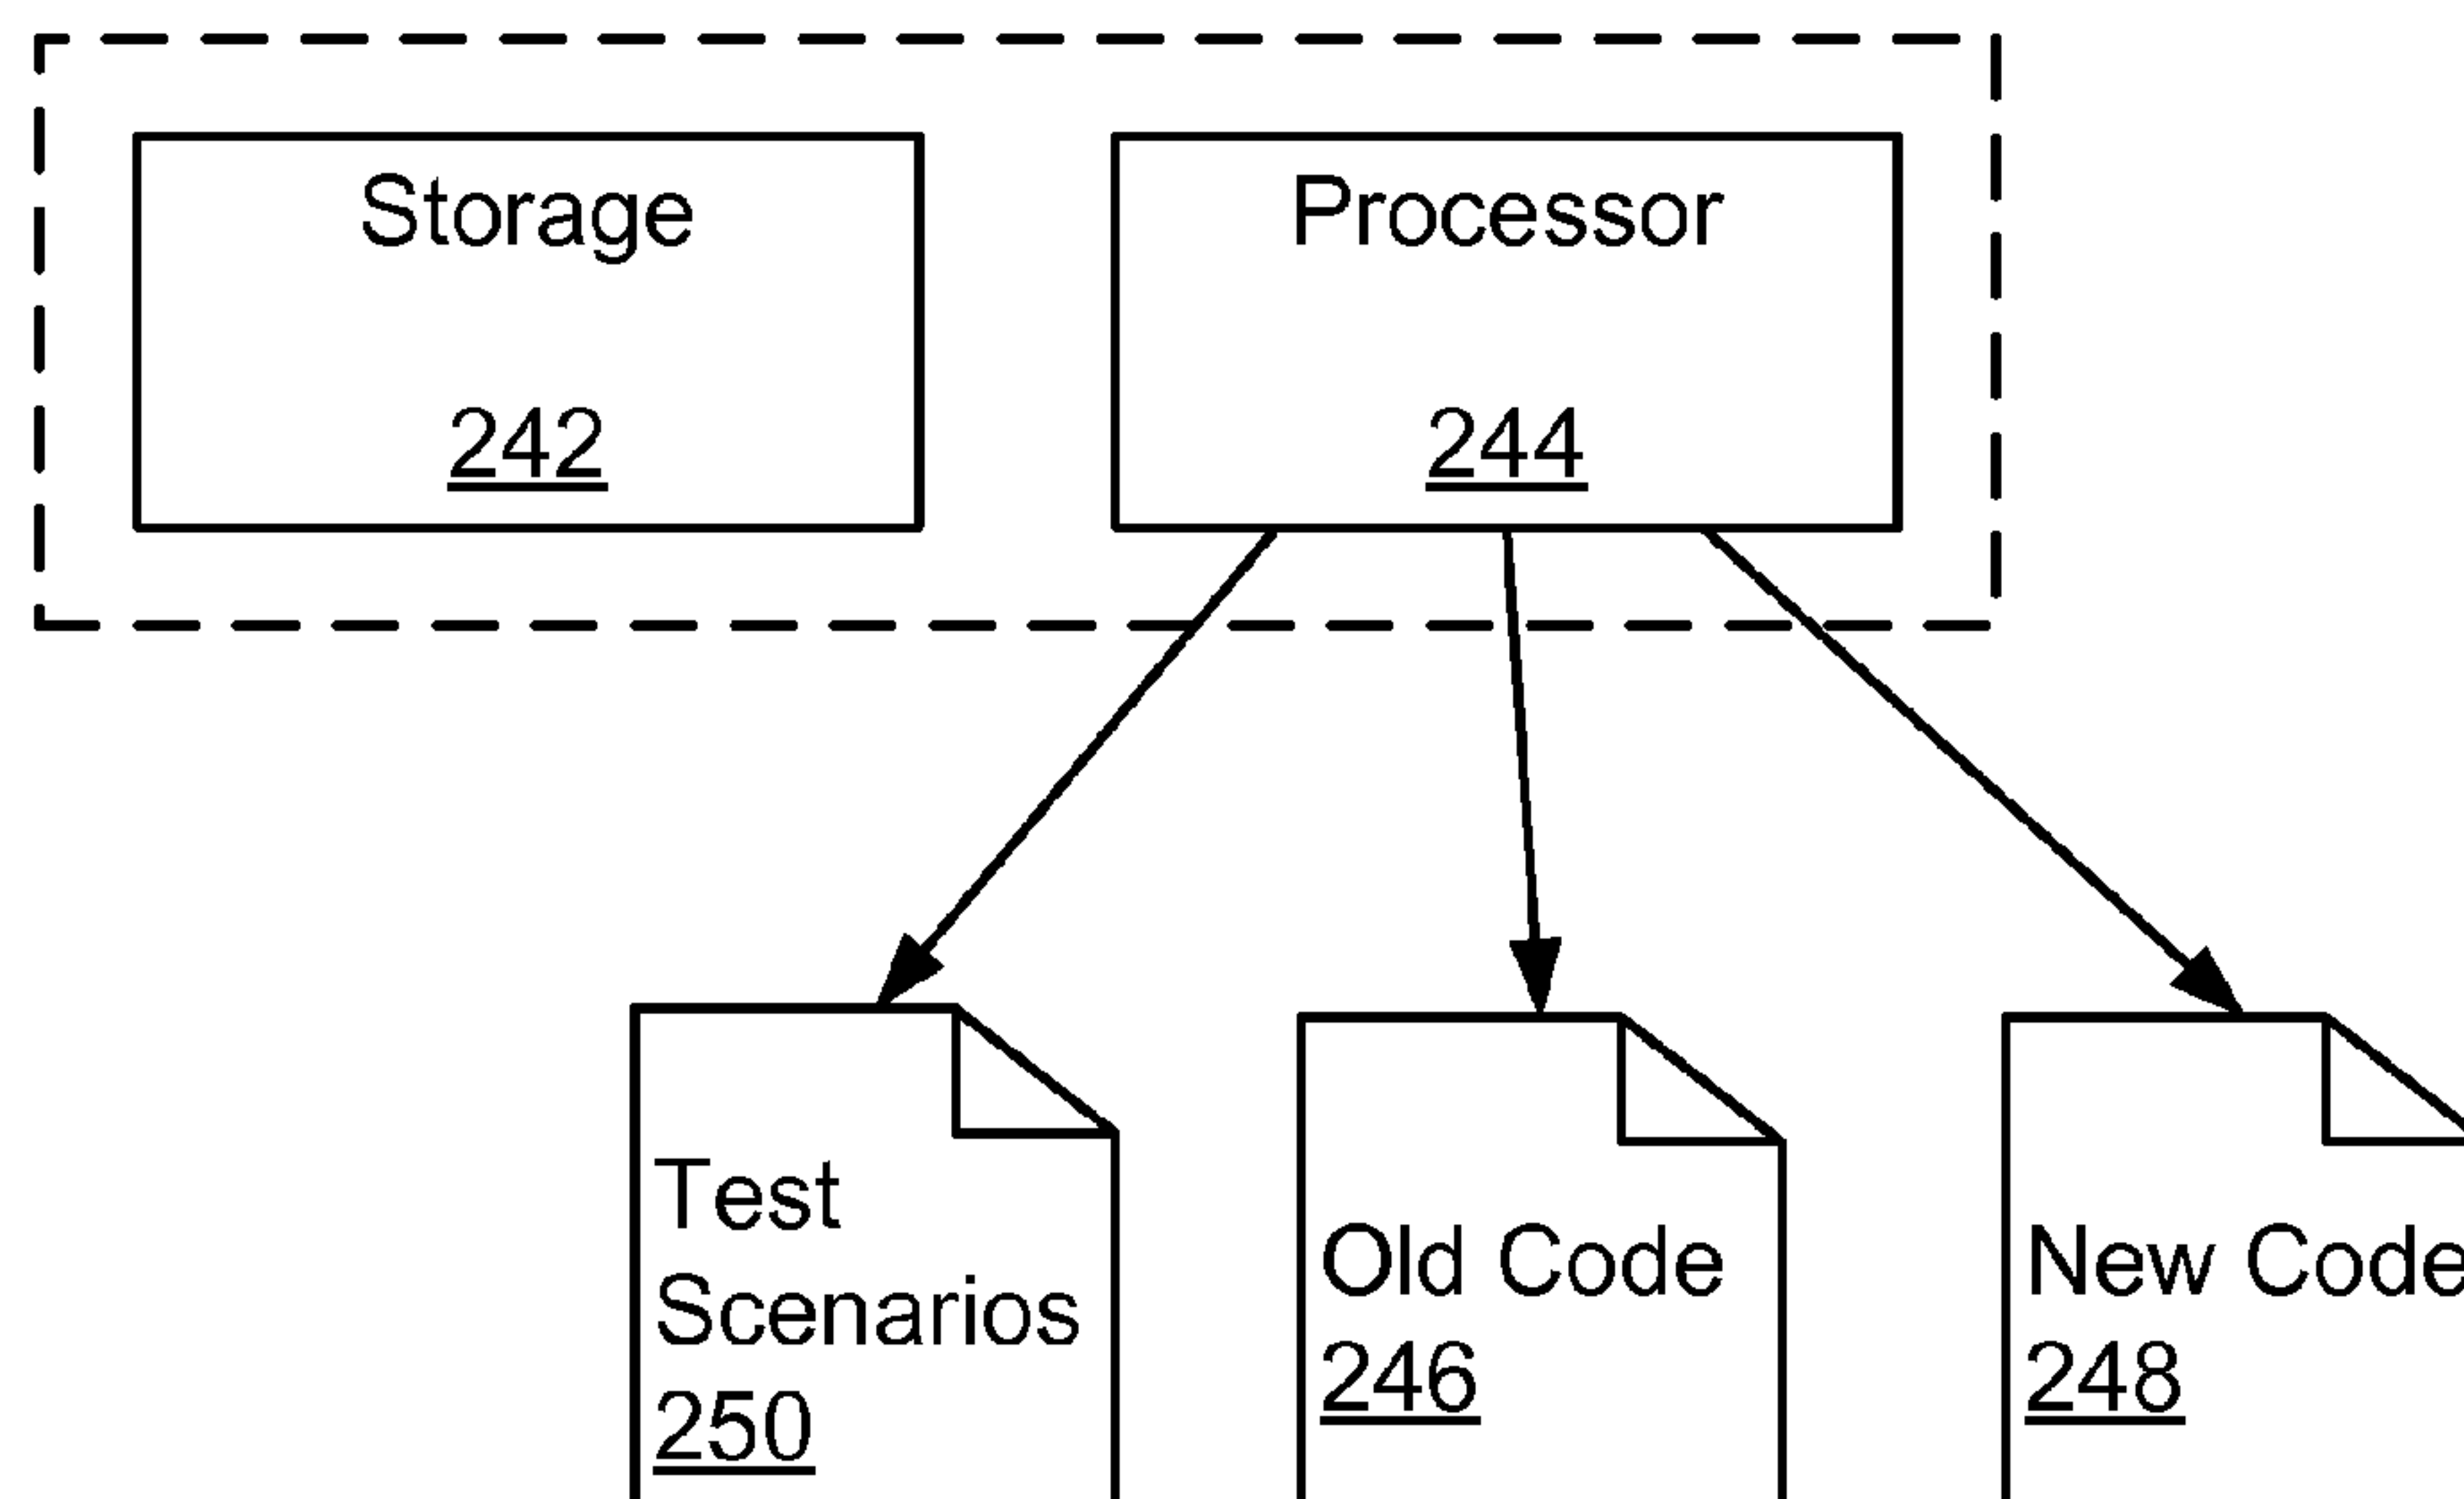 Storage
242
Processor
244
Test
Scenarios
250
Old Code
246
New Code
248